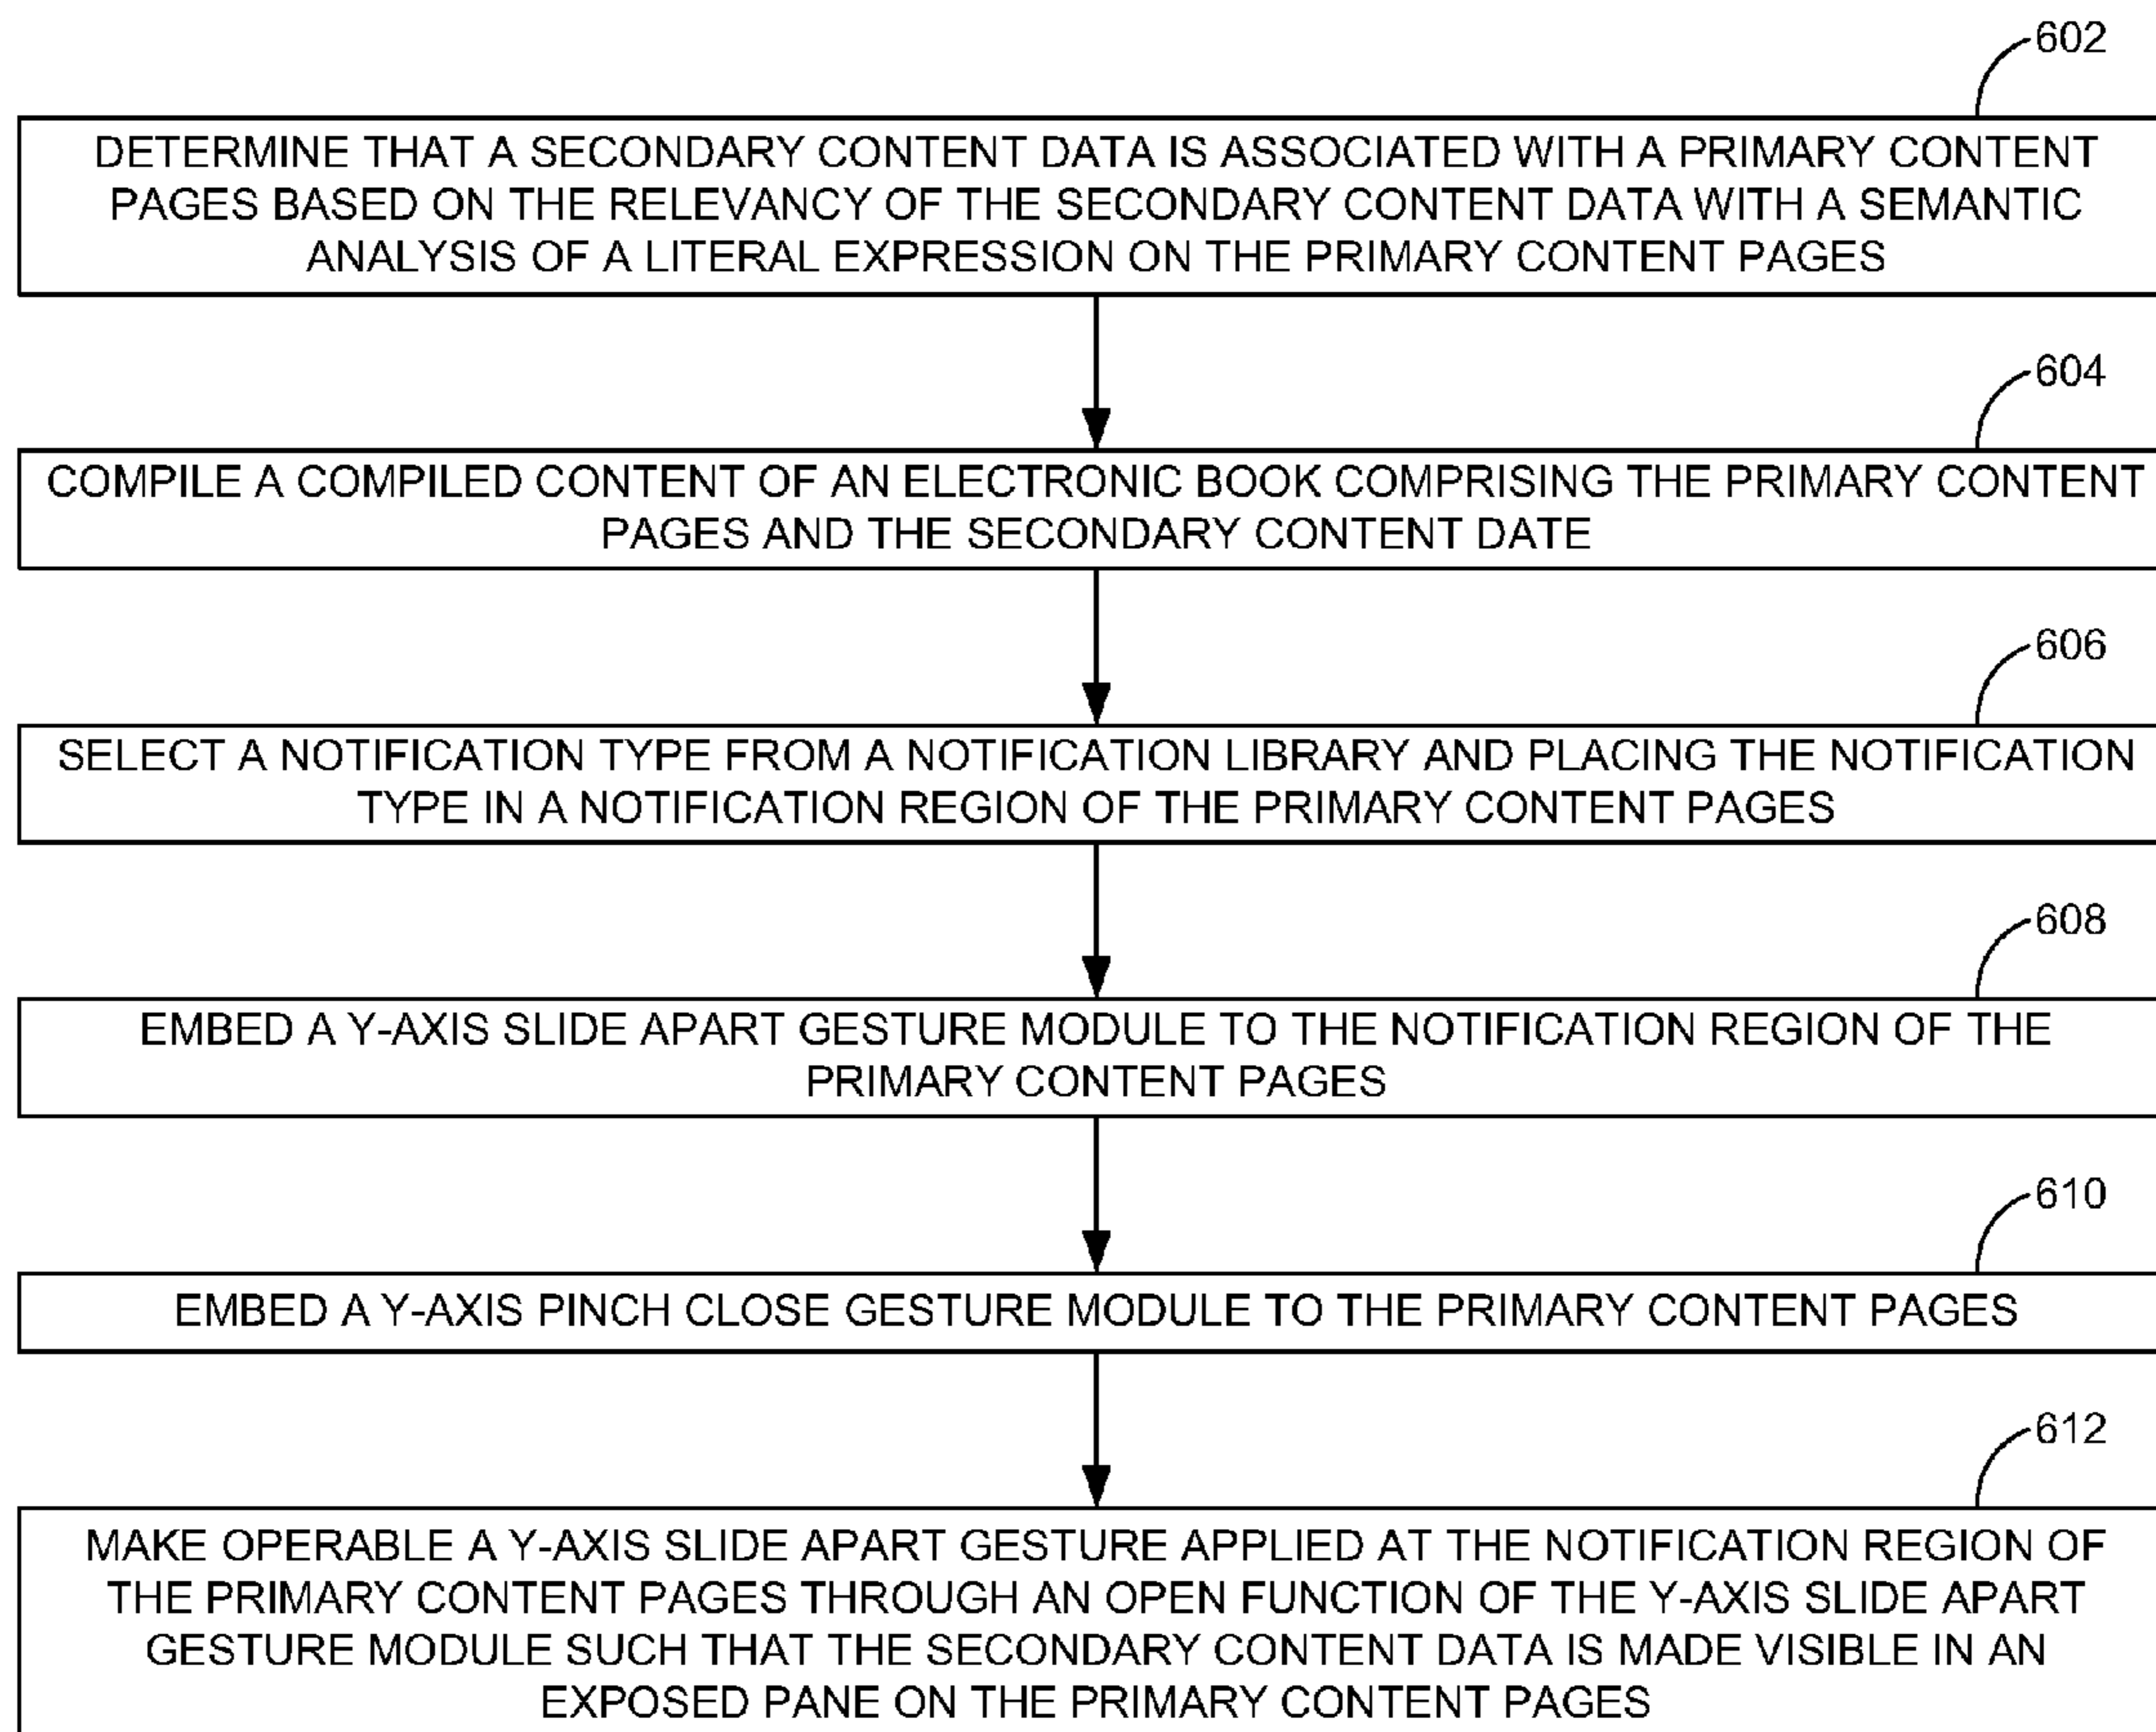 602
DETERMINE THAT A SECONDARY CONTENT DATA IS ASSOCIATED WITH A PRIMARY CONTENT
PAGES BASED ON THE RELEVANCY OF THE SECONDARY CONTENT DATA WITH A SEMANTIC
ANALYSIS OF A LITERAL EXPRESSION ON THE PRIMARY CONTENT PAGES
604
COMPILE A COMPILED CONTENT OF AN ELECTRONIC BOOK COMPRISING THE PRIMARY CONTENT
PAGES AND THE SECONDARY CONTENT DATE
606
SELECT A NOTIFICATION TYPE FROM A NOTIFICATION LIBRARY AND PLACING THE NOTIFICATION
TYPE IN A NOTIFICATION REGION OF THE PRIMARY CONTENT PAGES
608
EMBED A Y-AXIS SLIDE APART GESTURE MODULE TO THE NOTIFICATION REGION OF THE
PRIMARY CONTENT PAGES
610
EMBED A Y-AXIS PINCH CLOSE GESTURE MODULE TO THE PRIMARY CONTENT PAGES
612
MAKE OPERABLE A Y-AXIS SLIDE APART GESTURE APPLIED AT THE NOTIFICATION REGION OF
THE PRIMARY CONTENT PAGES THROUGH AN OPEN FUNCTION OF THE Y-AXIS SLIDE APART
GESTURE MODULE SUCH THAT THE SECONDARY CONTENT DATA IS MADE VISIBLE IN AN
EXPOSED PANE ON THE PRIMARY CONTENT PAGES